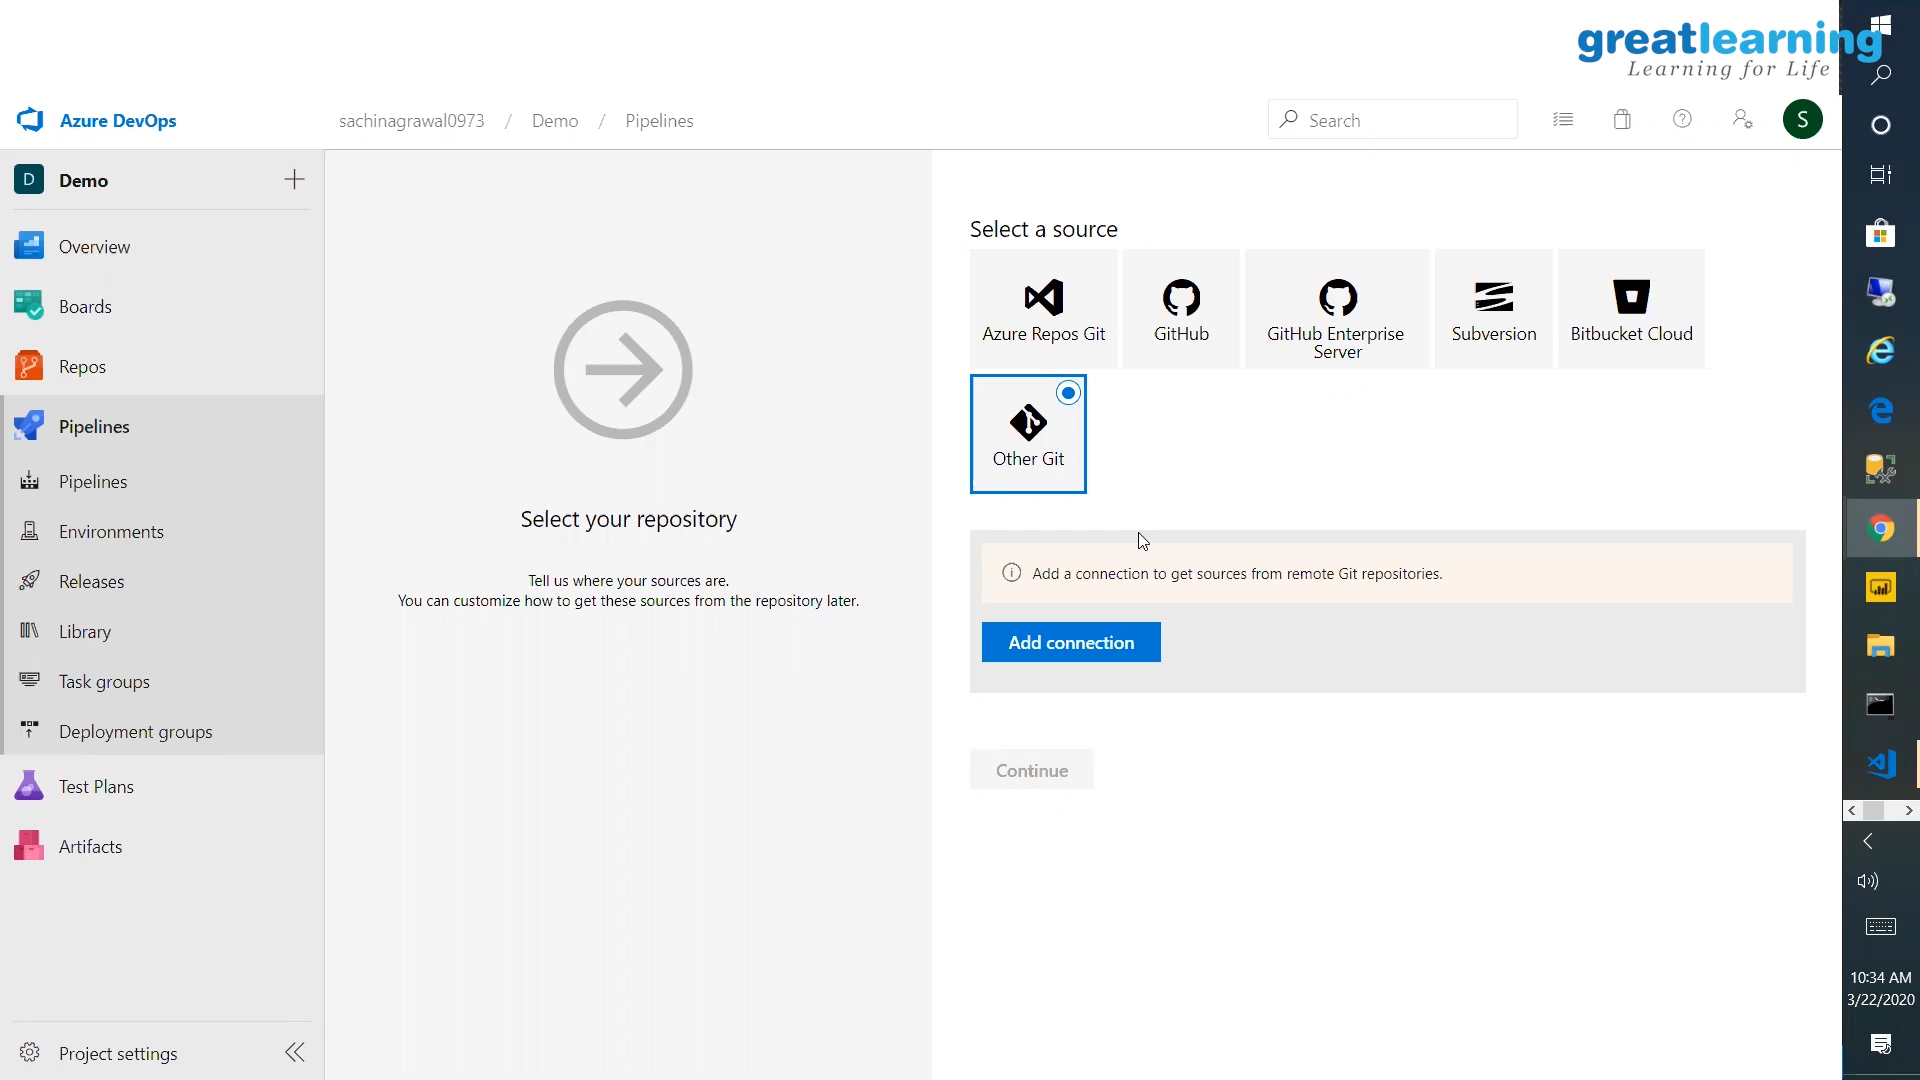 greatlearning
Learning for Life
Azure DevOps
sachinagrawal0973 / Demo / Pipelines
Search
S
D Demo
Overview
Boards
Repos
Pipelines
Pipelines
Environments
Releases
Library
Task groups
Deployment groups
Test Plans
Artifacts
Project settings
Select your repository
Tell us where your sources are.
You can customize how to get these sources from the repository later.
Select a source
Azure Repos Git
GitHub
GitHub Enterprise
Server
Subversion
Bitbucket Cloud
Other Git
Add a connection to get sources from remote Git repositories.
Add connection
Continue
10:34 AM
3/22/2020